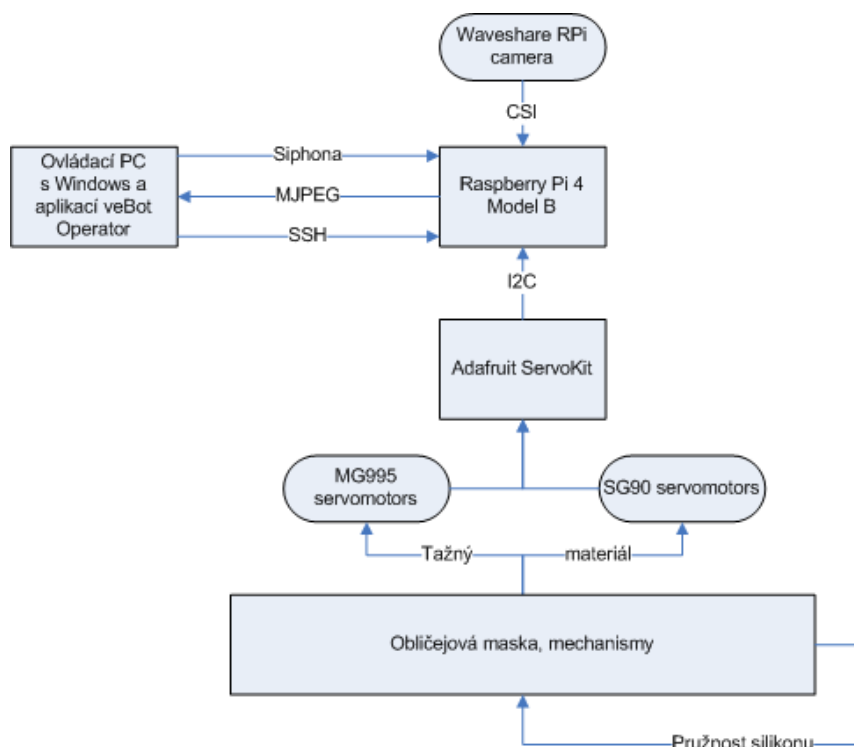 Waveshare RPi
camera
CSI
Ovládací PC
s Windows a
aplikací veBot
Operator
Siphona
MJPEG
SSH
Raspberry Pi 4
Model B
I2C
Adafruit ServoKit
MG995
servomotors
SG90 servomotors
Tažný
materiál
Obličejová maska, mechanismy
Pružnost silikonu